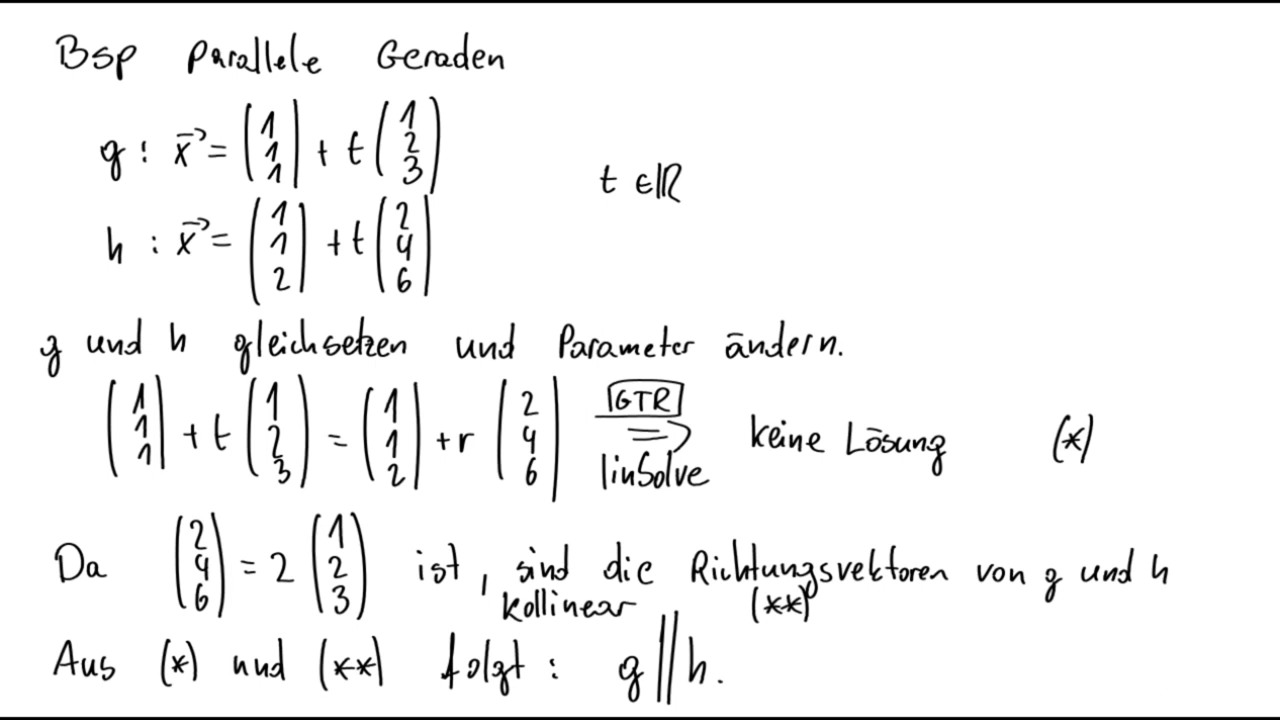 Bsp Parallele Geraden
g : x⃗ = (1 1 1) + t (1 2 3)
t ∈ ℝ
h : x⃗ = (1 1 2) + t (2 4 6)
g und h gleichsetzen und Parameter ändern.
(1 1 1) + t (1 2 3) = (1 1 2) + r (2 4 6) GTR ⇒ linSolve keine Lösung (*)
Da (2 4 6) = 2 (1 2 3) ist, sind die Richtungsvektoren von g und h
kollinear (**)
Aus (*) und (**) folgt : g || h.